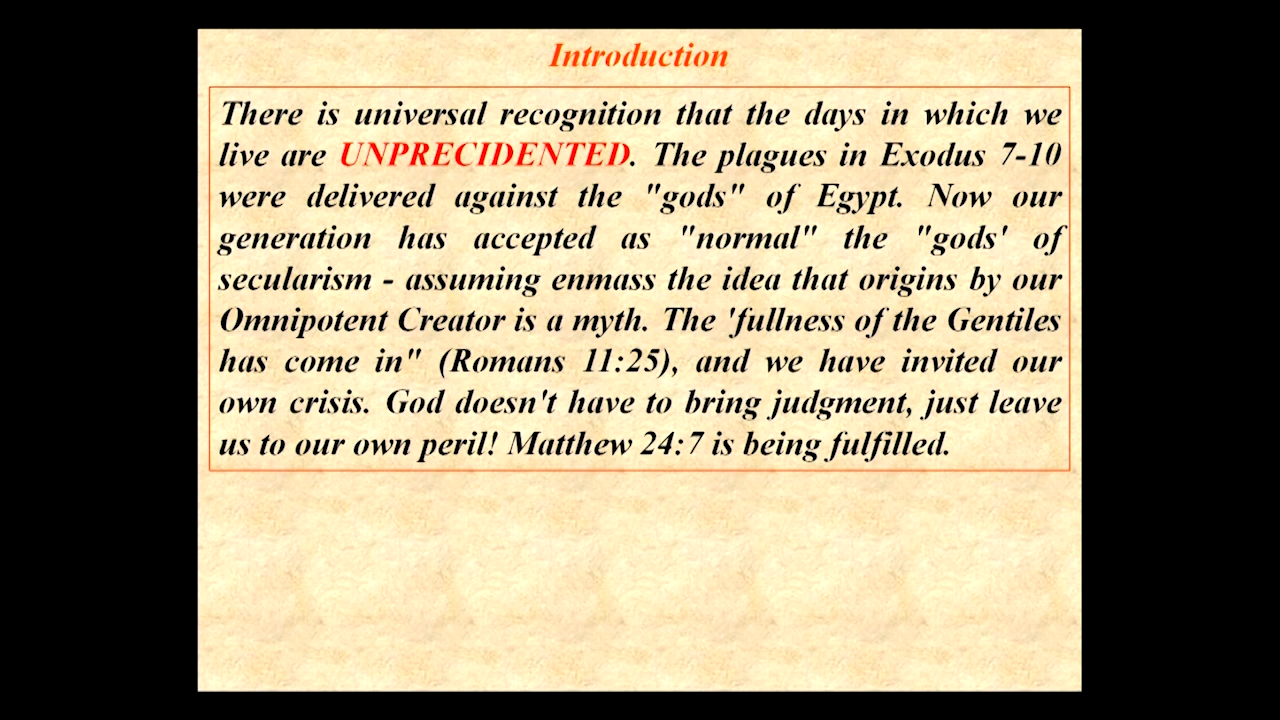 Introduction
There is universal recognition that the days in which we
live are UNPRECIDENTED. The plagues in Exodus 7-10
were delivered against the "gods" of Egypt. Now our
generation has accepted as "normal" the "gods' of
secularism - assuming enmass the idea that origins by our
Omnipotent Creator is a myth. The 'fullness of the Gentiles
has come in" (Romans 11:25), and we have invited our
own crisis. God doesn't have to bring judgment, just leave
us to our own peril! Matthew 24:7 is being fulfilled.